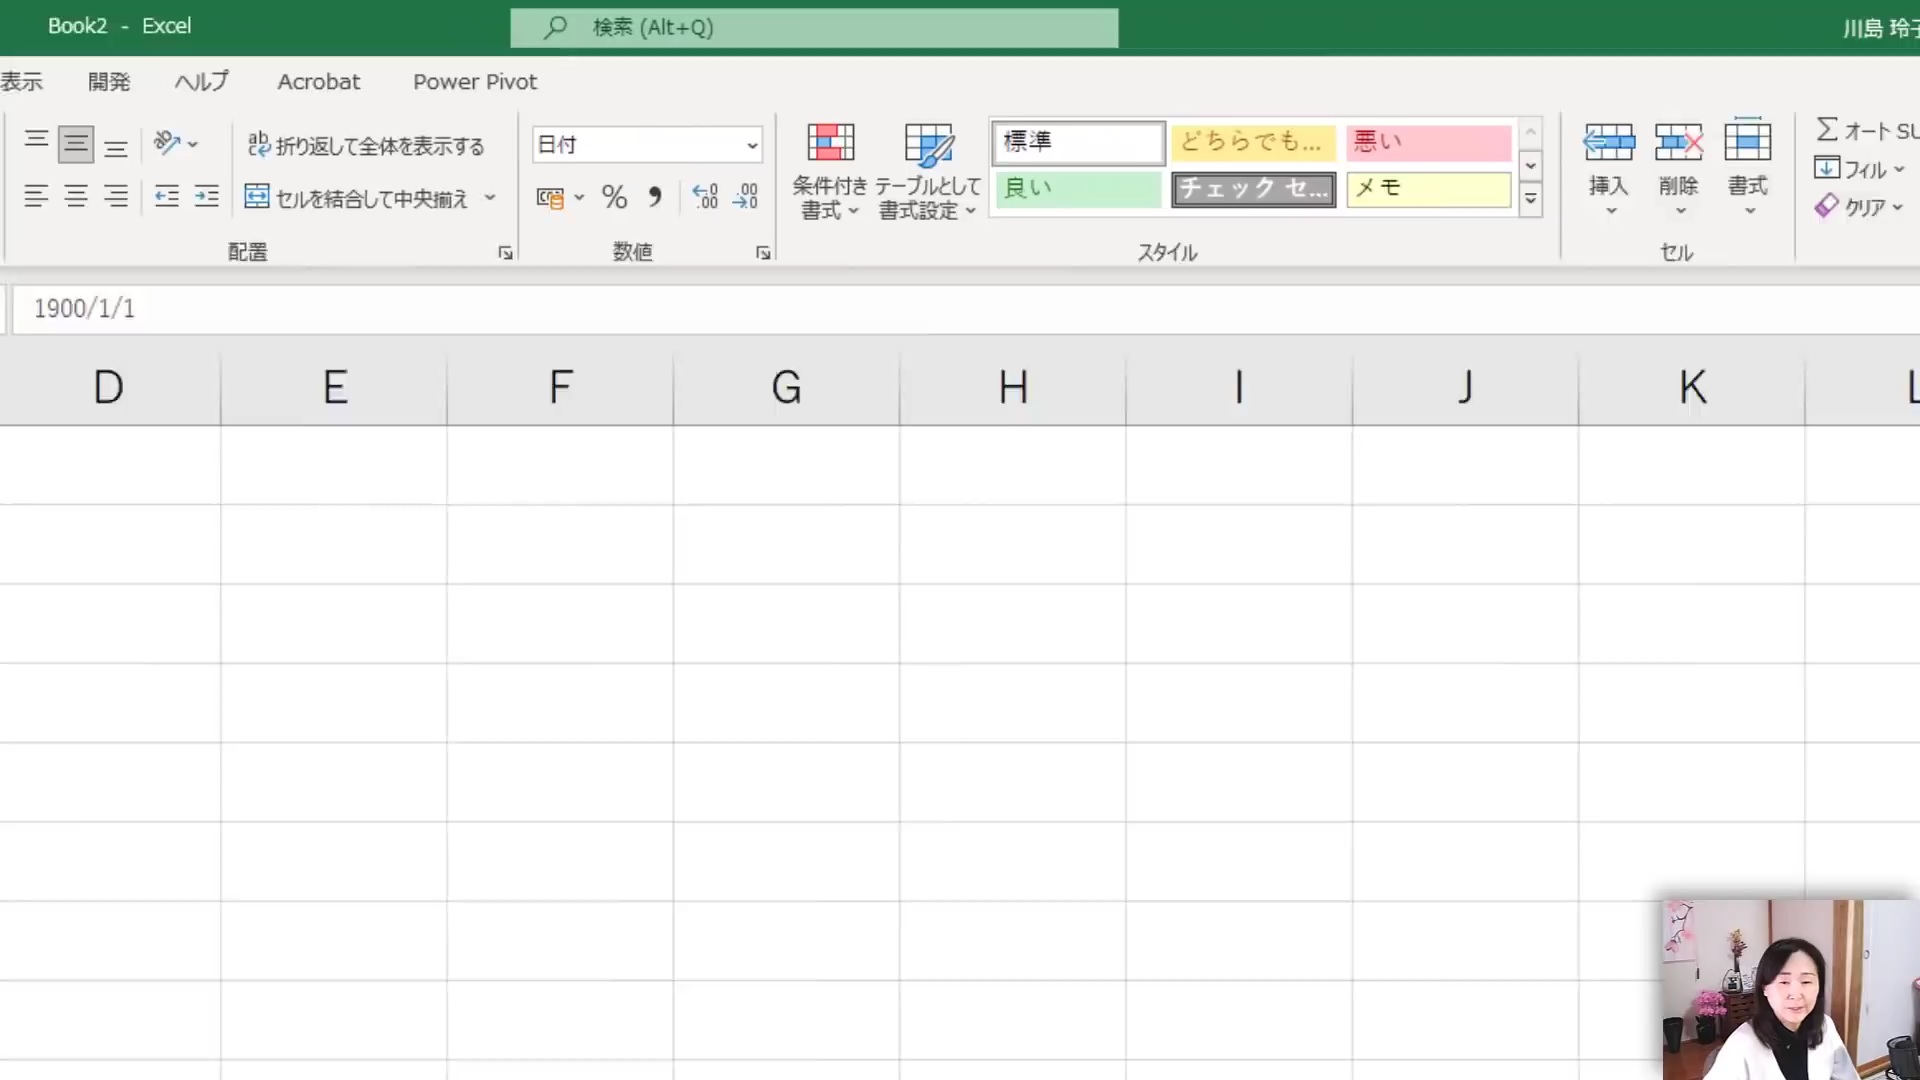 Book2 - Excel
検索 (Alt+Q)
川島 玲子
表示 開発 ヘルプ Acrobat Power Pivot
折り返して全体を表示する
セルを結合して中央揃え
配置
日付
数値
条件付き
書式
テーブルとして
書式設定
標準 どちらでも... 悪い
良い チェック セ... メモ
スタイル
挿入 削除 書式
セル
オート SU
フィル
クリア
1900/1/1
D E F G H I J K L